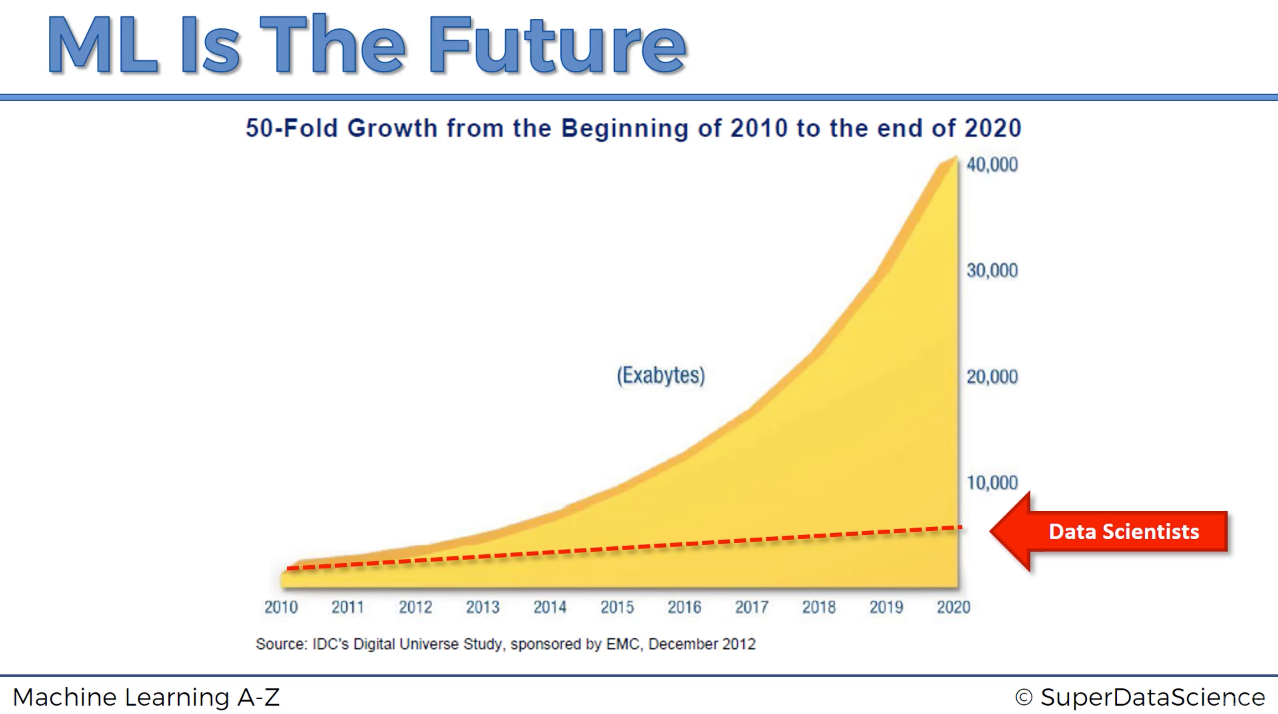 ML Is The Future
50-Fold Growth from the Beginning of 2010 to the end of 2020
40,000
30,000
(Exabytes)
20,000
10,000
Data Scientists
2010 2011 2012 2013 2014 2015 2016 2017 2018 2019 2020
Source: IDC's Digital Universe Study, sponsored by EMC, December 2012
Machine Learning A-Z
© SuperDataScience